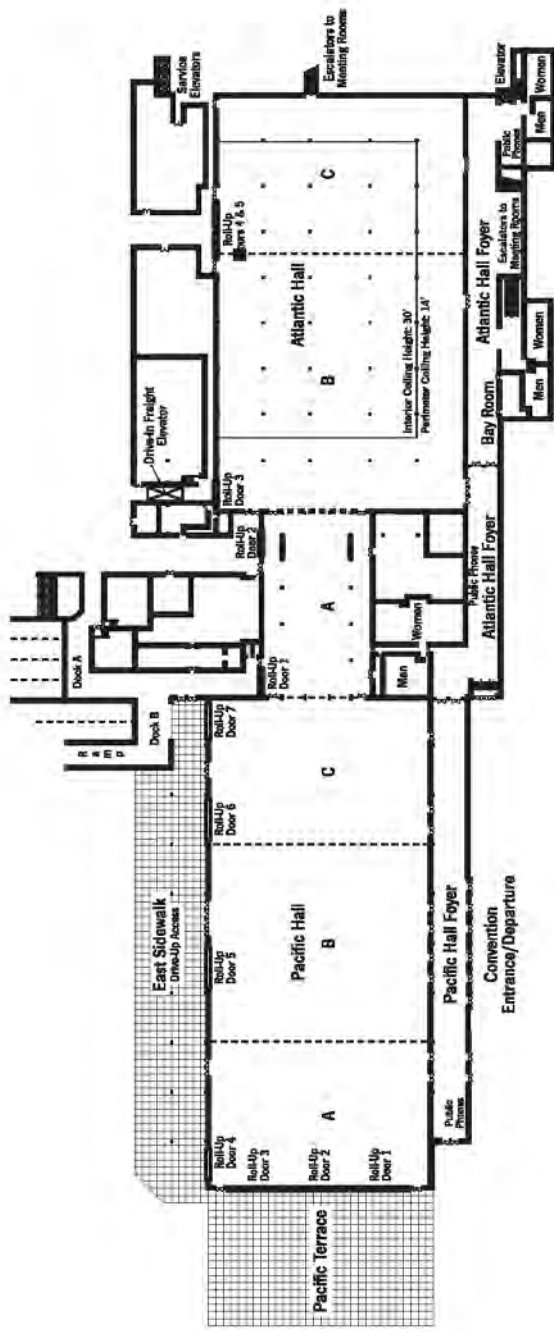 Service
Elevators
Drive-In Freight
Elevator
Dock A
Dock B
R
a
m
p
East Sidewalk
Drive-Up Access
Roll-Up
Door 4
Roll-Up
Door 5
Roll-Up
Door 6
Roll-Up
Door 7
Roll-Up
Door 1
Roll-Up
Door 2
Roll-Up
Door 3
Roll-Up
Doors 4 & 5
Escalators to
Meeting Rooms
Roll-Up
Door 3
Roll-Up
Door 2
Roll-Up
Door 1
Pacific Terrace
Pacific Hall
A
B
C
A
Atlantic Hall
B
C
Interior Ceiling Height: 30'
Perimeter Ceiling Height: 14'
Men
Women
Public Phones
Public
Phones
Pacific Hall Foyer
Atlantic Hall Foyer
Bay Room
Atlantic Hall Foyer
Convention
Entrance/Departure
Men
Women
Escalators to
Meeting Rooms
Public
Phones
Elevator
Men
Women